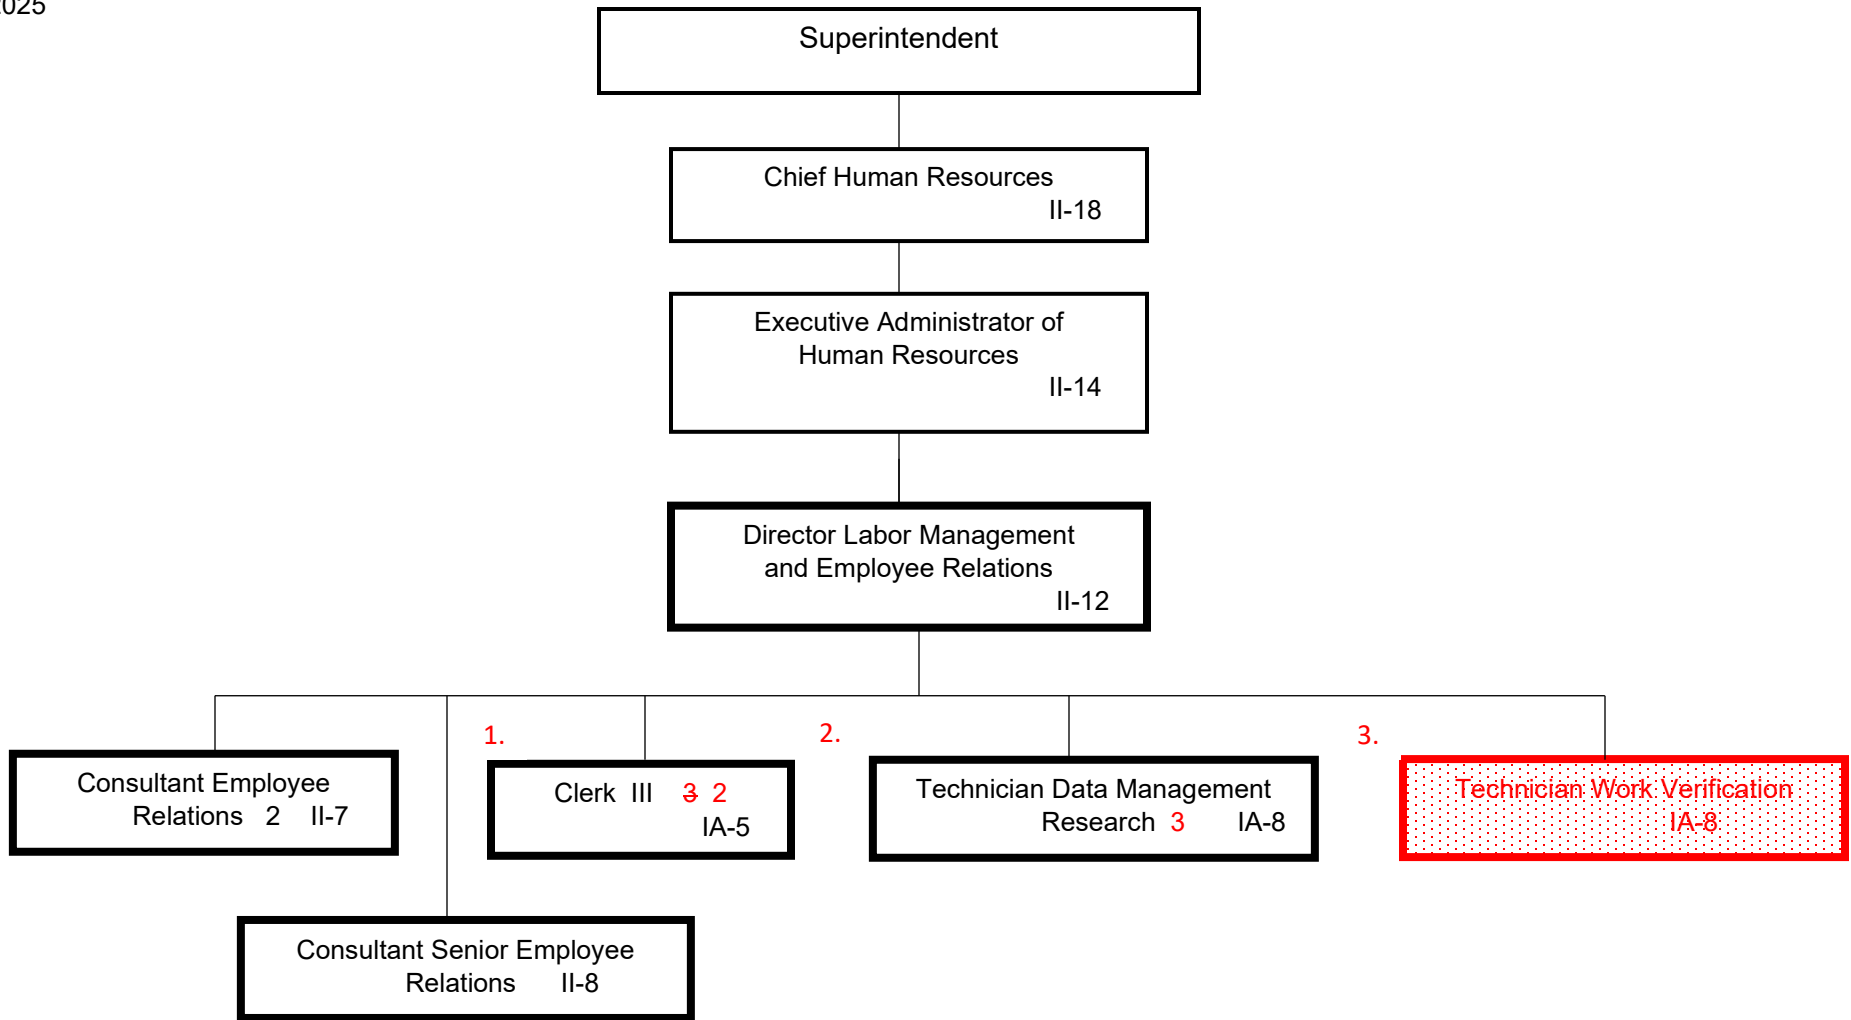 2025
Superintendent
Chief Human Resources
II-18
Executive Administrator of
Human Resources
II-14
Director Labor Management
and Employee Relations
II-12
1.
2.
3.
Consultant Employee
Relations 2 II-7
Clerk III 3 2
IA-5
Technician Data Management
Research 3 IA-8
Technician Work Verification
IA-8
Consultant Senior Employee
Relations II-8